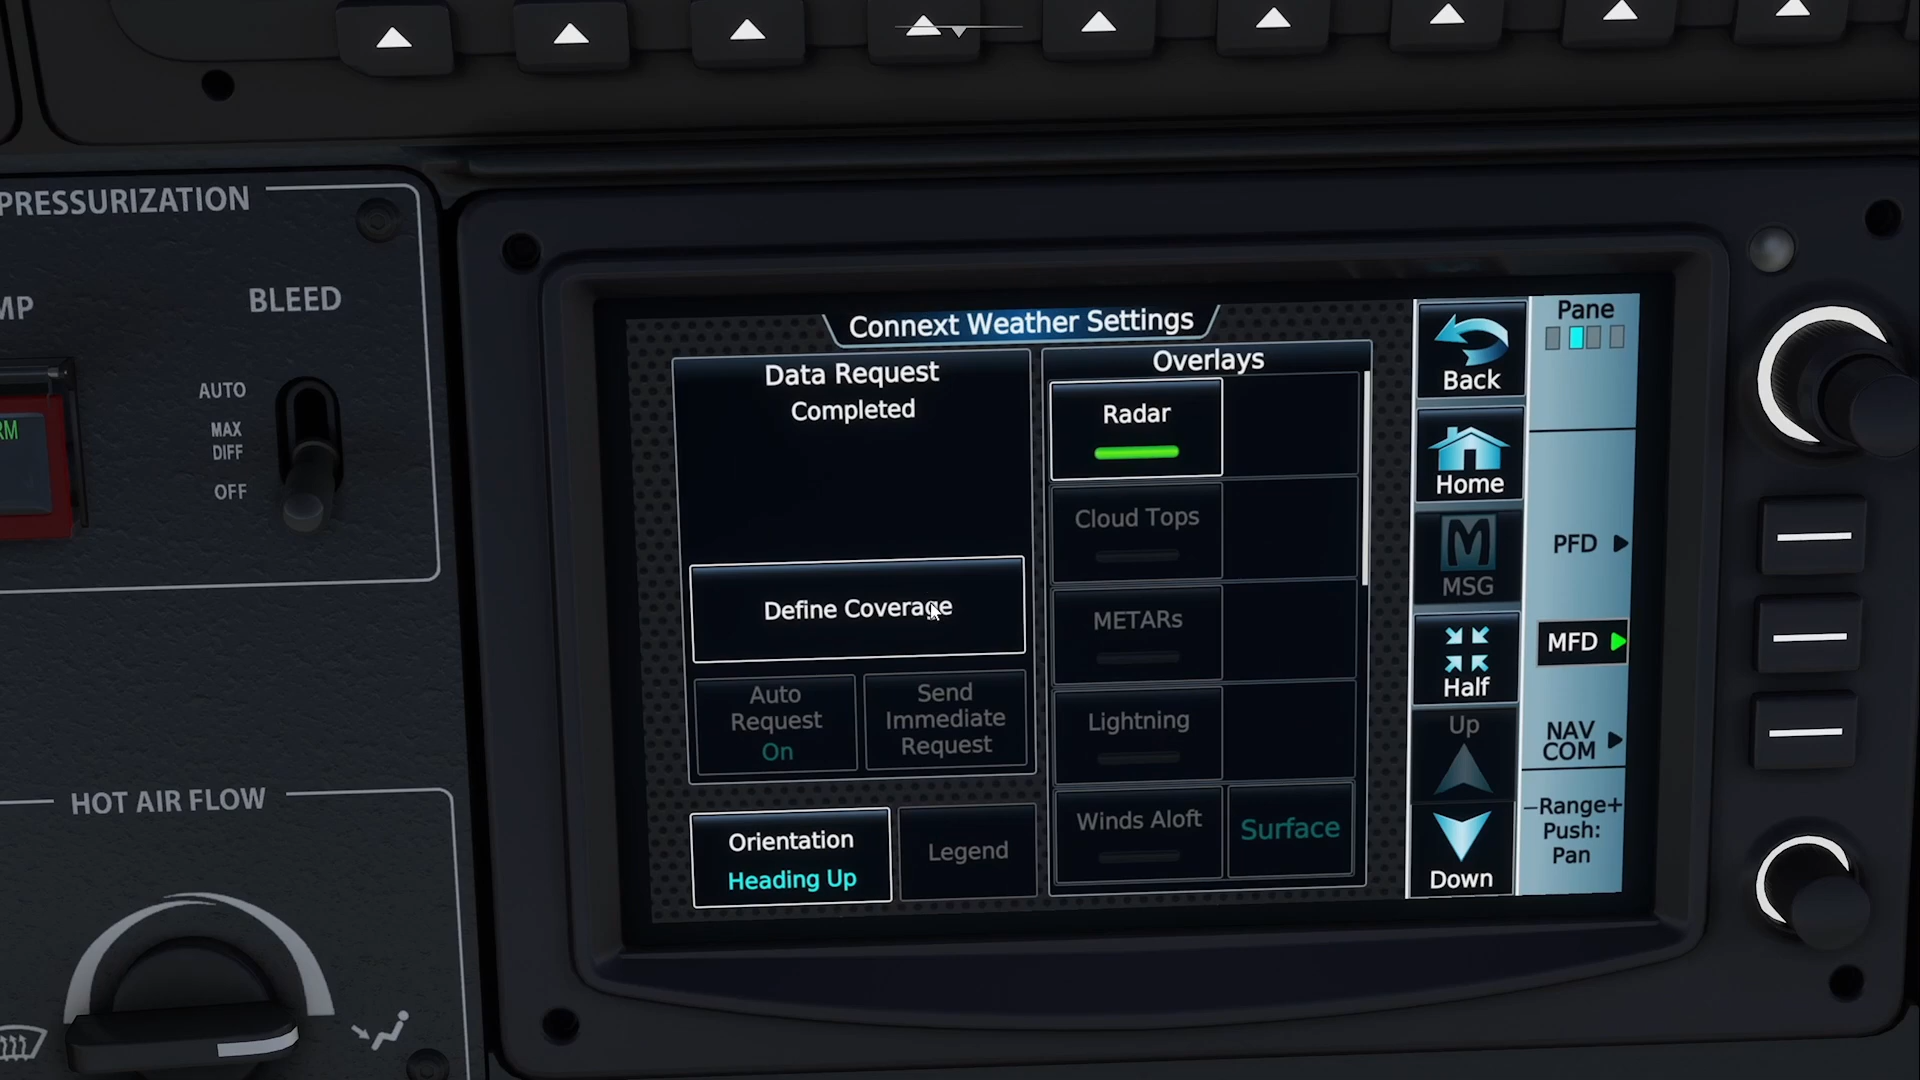 PRESSURIZATION
MP
BLEED
AUTO
MAX
DIFF
OFF
RM
HOT AIR FLOW
Connext Weather Settings
Data Request
Completed
Define Coverage
Auto
Request
On
Send
Immediate
Request
Orientation
Heading Up
Legend
Overlays
Radar
Cloud Tops
METARs
Lightning
Winds Aloft
Surface
Back
Home
MSG
Half
Up
Down
Pane
PFD
MFD
NAV
COM
–Range+
Push:
Pan